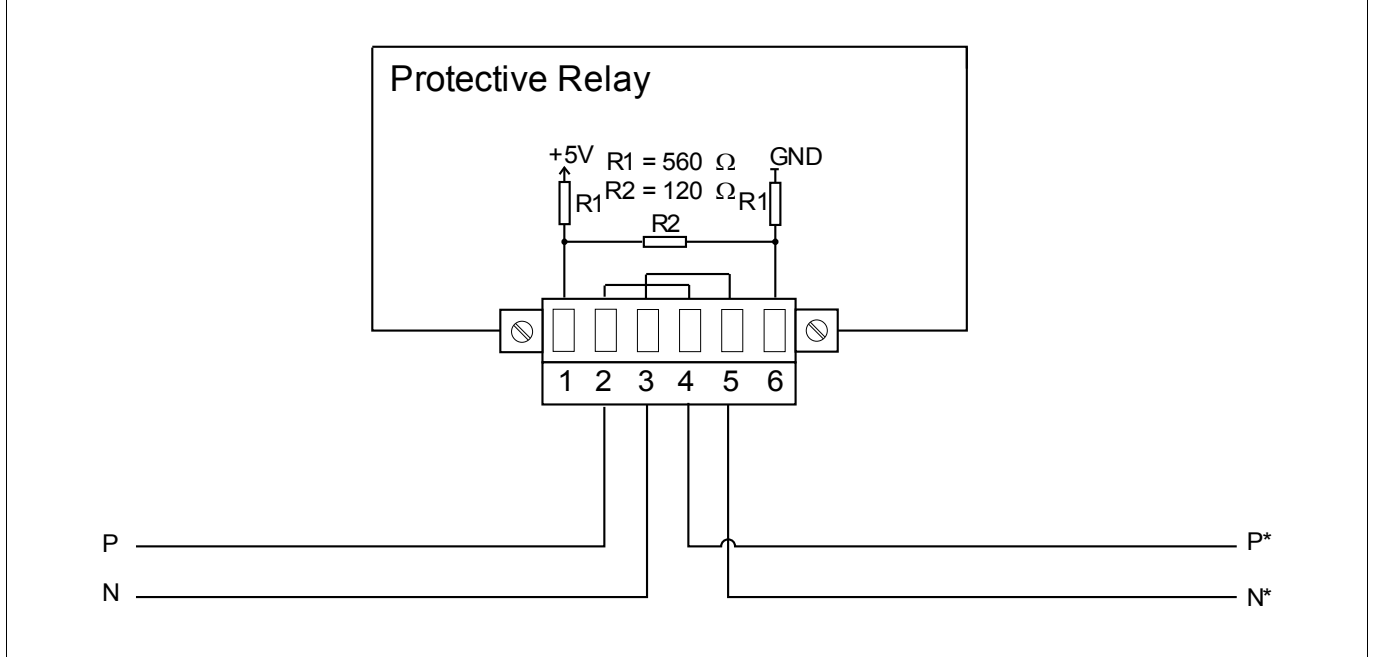 Protective Relay
+5V R1 = 560 Ω GND
R1 R2 = 120 Ω R1
R2
1 2 3 4 5 6
P P*
N N*